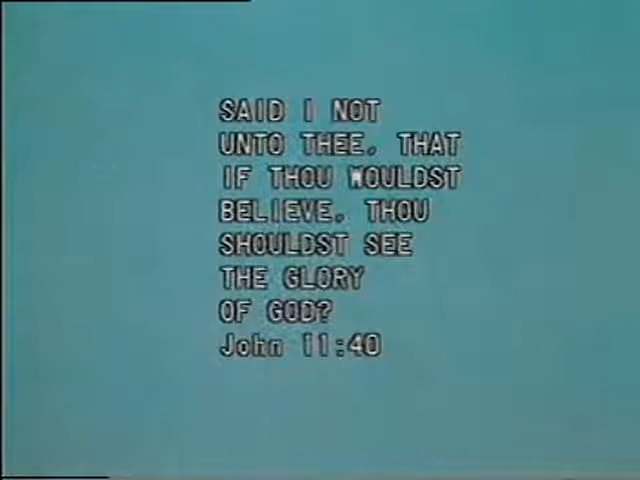 SAID I NOT
UNTO THEE, THAT
IF THOU WOULDST
BELIEVE, THOU
SHOULDST SEE
THE GLORY
OF GOD?
John 11:40